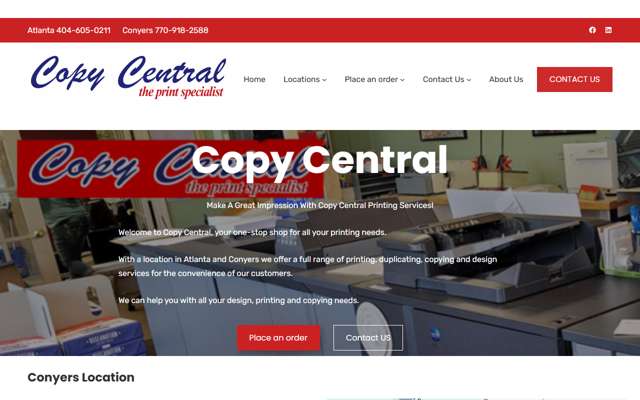 Atlanta 404-605-0211 Conyers 770-918-2588
Copy Central
the print specialist
Home Locations Place an order Contact Us About Us CONTACT US
Copy Central
the print specialist
Copy Central
Make A Great Impression With Copy Central Printing Services!
Welcome to Copy Central, your one-stop shop for all your printing needs.
With a location in Atlanta and Conyers we offer a full range of printing, duplicating, copying and design
services for the convenience of our customers.
We can help you with all your design, printing and copying needs.
Place an order Contact US
Conyers Location